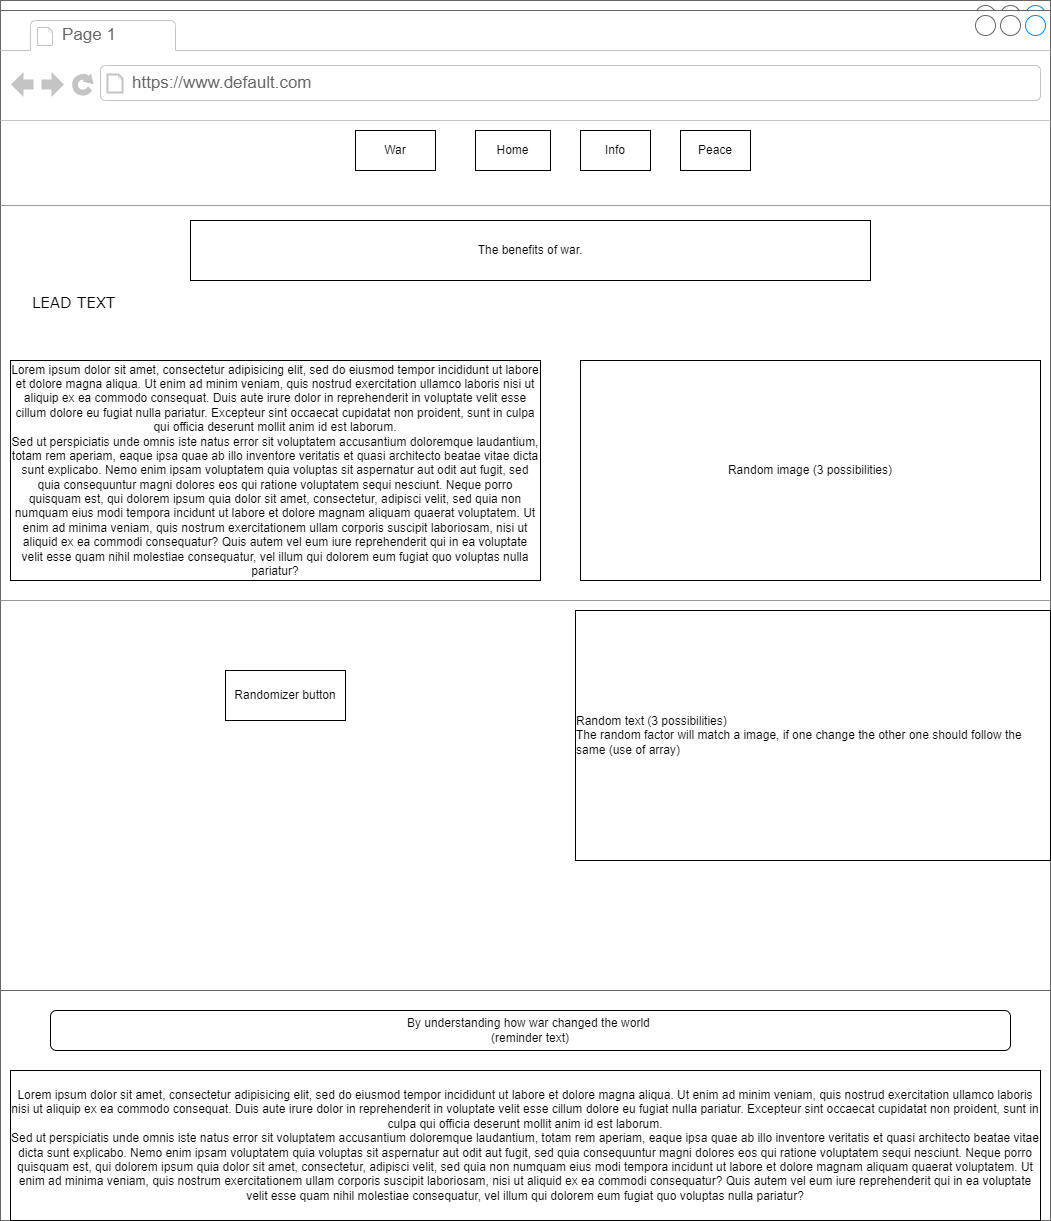 Page 1
https://www.default.com
War
Home
Info
Peace
The benefits of war.
LEAD TEXT
Lorem ipsum dolor sit amet, consectetur adipisicing elit, sed do eiusmod tempor incididunt ut labore
et dolore magna aliqua. Ut enim ad minim veniam, quis nostrud exercitation ullamco laboris nisi ut
aliquip ex ea commodo consequat. Duis aute irure dolor in reprehenderit in voluptate velit esse
cillum dolore eu fugiat nulla pariatur. Excepteur sint occaecat cupidatat non proident, sunt in culpa
qui officia deserunt mollit anim id est laborum.
Sed ut perspiciatis unde omnis iste natus error sit voluptatem accusantium doloremque laudantium,
totam rem aperiam, eaque ipsa quae ab illo inventore veritatis et quasi architecto beatae vitae dicta
sunt explicabo. Nemo enim ipsam voluptatem quia voluptas sit aspernatur aut odit aut fugit, sed
quia consequuntur magni dolores eos qui ratione voluptatem sequi nesciunt. Neque porro
quisquam est, qui dolorem ipsum quia dolor sit amet, consectetur, adipisci velit, sed quia non
numquam eius modi tempora incidunt ut labore et dolore magnam aliquam quaerat voluptatem. Ut
enim ad minima veniam, quis nostrum exercitationem ullam corporis suscipit laboriosam, nisi ut
aliquid ex ea commodi consequatur? Quis autem vel eum iure reprehenderit qui in ea voluptate
velit esse quam nihil molestiae consequatur, vel illum qui dolorem eum fugiat quo voluptas nulla
pariatur?
Random image (3 possibilities)
Randomizer button
Random text (3 possibilities)
The random factor will match a image, if one change the other one should follow the
same (use of array)
By understanding how war changed the world
(reminder text)
Lorem ipsum dolor sit amet, consectetur adipisicing elit, sed do eiusmod tempor incididunt ut labore et dolore magna aliqua. Ut enim ad minim veniam, quis nostrud exercitation ullamco laboris
nisi ut aliquip ex ea commodo consequat. Duis aute irure dolor in reprehenderit in voluptate velit esse cillum dolore eu fugiat nulla pariatur. Excepteur sint occaecat cupidatat non proident, sunt in
culpa qui officia deserunt mollit anim id est laborum.
Sed ut perspiciatis unde omnis iste natus error sit voluptatem accusantium doloremque laudantium, totam rem aperiam, eaque ipsa quae ab illo inventore veritatis et quasi architecto beatae vitae
dicta sunt explicabo. Nemo enim ipsam voluptatem quia voluptas sit aspernatur aut odit aut fugit, sed quia consequuntur magni dolores eos qui ratione voluptatem sequi nesciunt. Neque porro
quisquam est, qui dolorem ipsum quia dolor sit amet, consectetur, adipisci velit, sed quia non numquam eius modi tempora incidunt ut labore et dolore magnam aliquam quaerat voluptatem. Ut
enim ad minima veniam, quis nostrum exercitationem ullam corporis suscipit laboriosam, nisi ut aliquid ex ea commodi consequatur? Quis autem vel eum iure reprehenderit qui in ea voluptate
velit esse quam nihil molestiae consequatur, vel illum qui dolorem eum fugiat quo voluptas nulla pariatur?